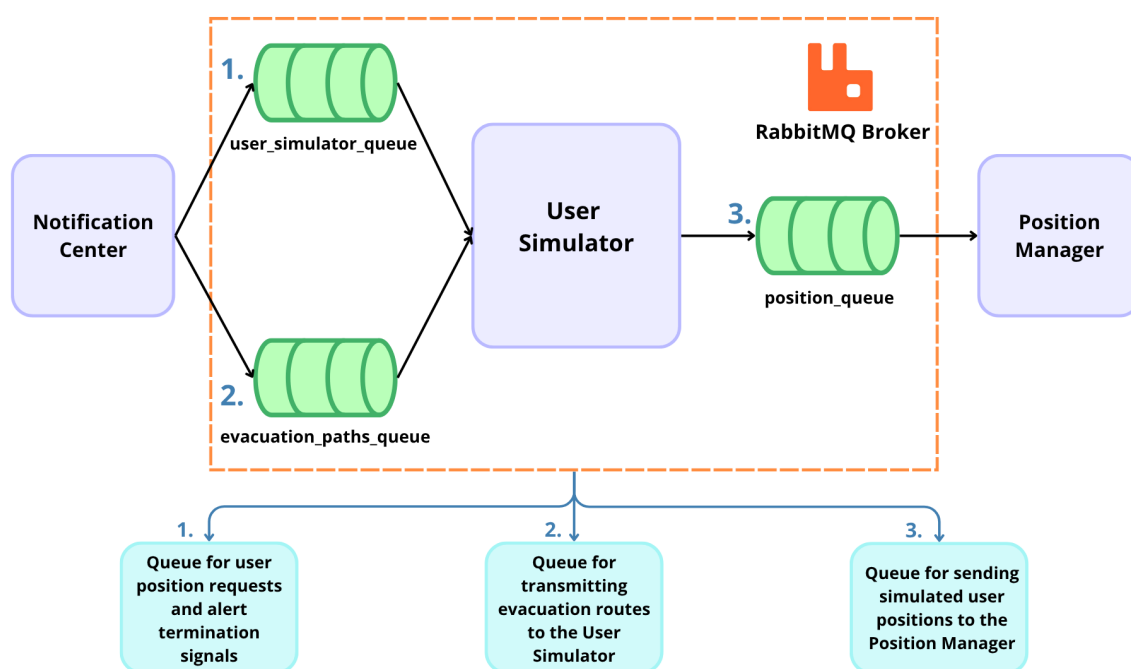 1.
user_simulator_queue
RabbitMQ Broker
Notification
Center
User
Simulator
3.
position_queue
Position
Manager
2.
evacuation_paths_queue
1.
Queue for user
position requests
and alert
termination
signals
2.
Queue for
transmitting
evacuation routes
to the User
Simulator
3.
Queue for sending
simulated user
positions to the
Position Manager